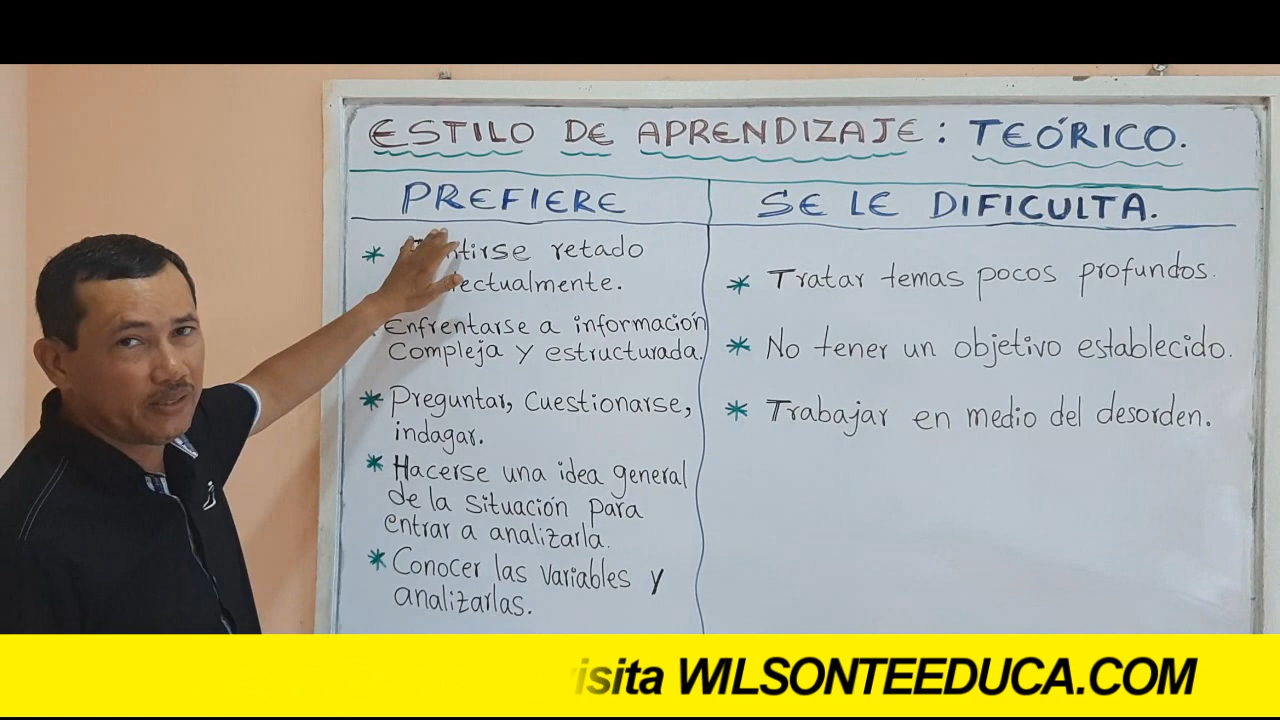 ESTILO DE APRENDIZAJE: TEÓRICO.
PREFIERE
* retado
* Enfrentarse a información
Compleja y estructurada.
* Preguntar, Cuestionarse,
indagar.
* Hacerse una idea general
de la situación para
entrar a analizarla.
* Conocer las variables y
analizarlas.
SE LE DIFICULTA.
* Tratar temas pocos profundos.
* No tener un objetivo establecido.
* Trabajar en medio del desorden.
visita WILSONTEEDUCA.COM